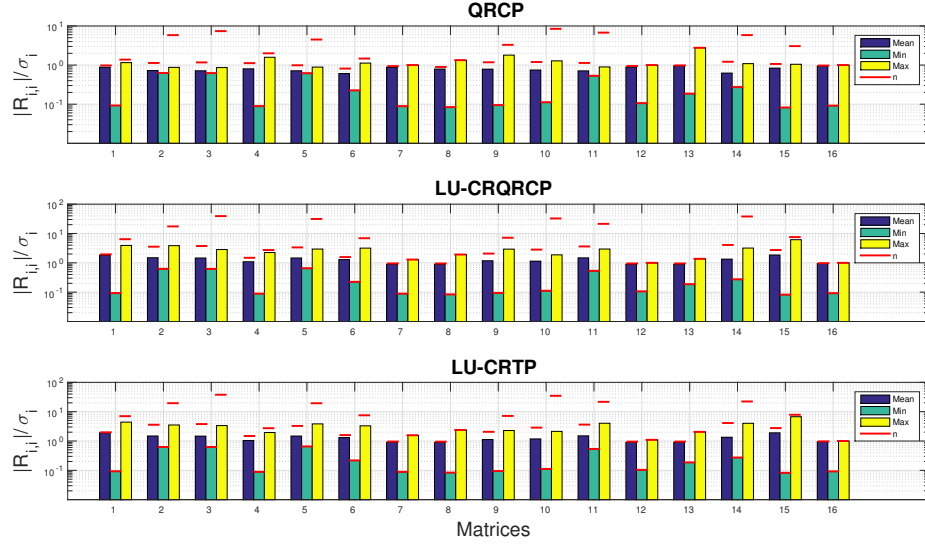 QRCP
|R_{i,i}|/σ_i
10^1
10^0
10^-1
1 2 3 4 5 6 7 8 9 10 11 12 13 14 15 16
Mean
Min
Max
n
LU-CRQRCP
|R_{i,i}|/σ_i
10^2
10^1
10^0
10^-1
1 2 3 4 5 6 7 8 9 10 11 12 13 14 15 16
Mean
Min
Max
n
LU-CRTP
|R_{i,i}|/σ_i
10^2
10^1
10^0
10^-1
1 2 3 4 5 6 7 8 9 10 11 12 13 14 15 16
Mean
Min
Max
n
Matrices